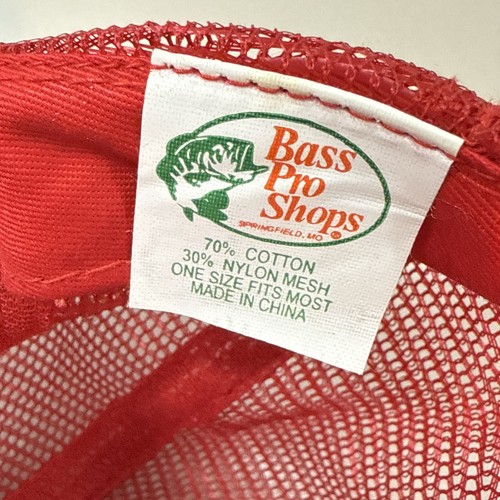 Bass
Pro
Shops
SPRINGFIELD, MO
70% COTTON
30% NYLON MESH
ONE SIZE FITS MOST
MADE IN CHINA